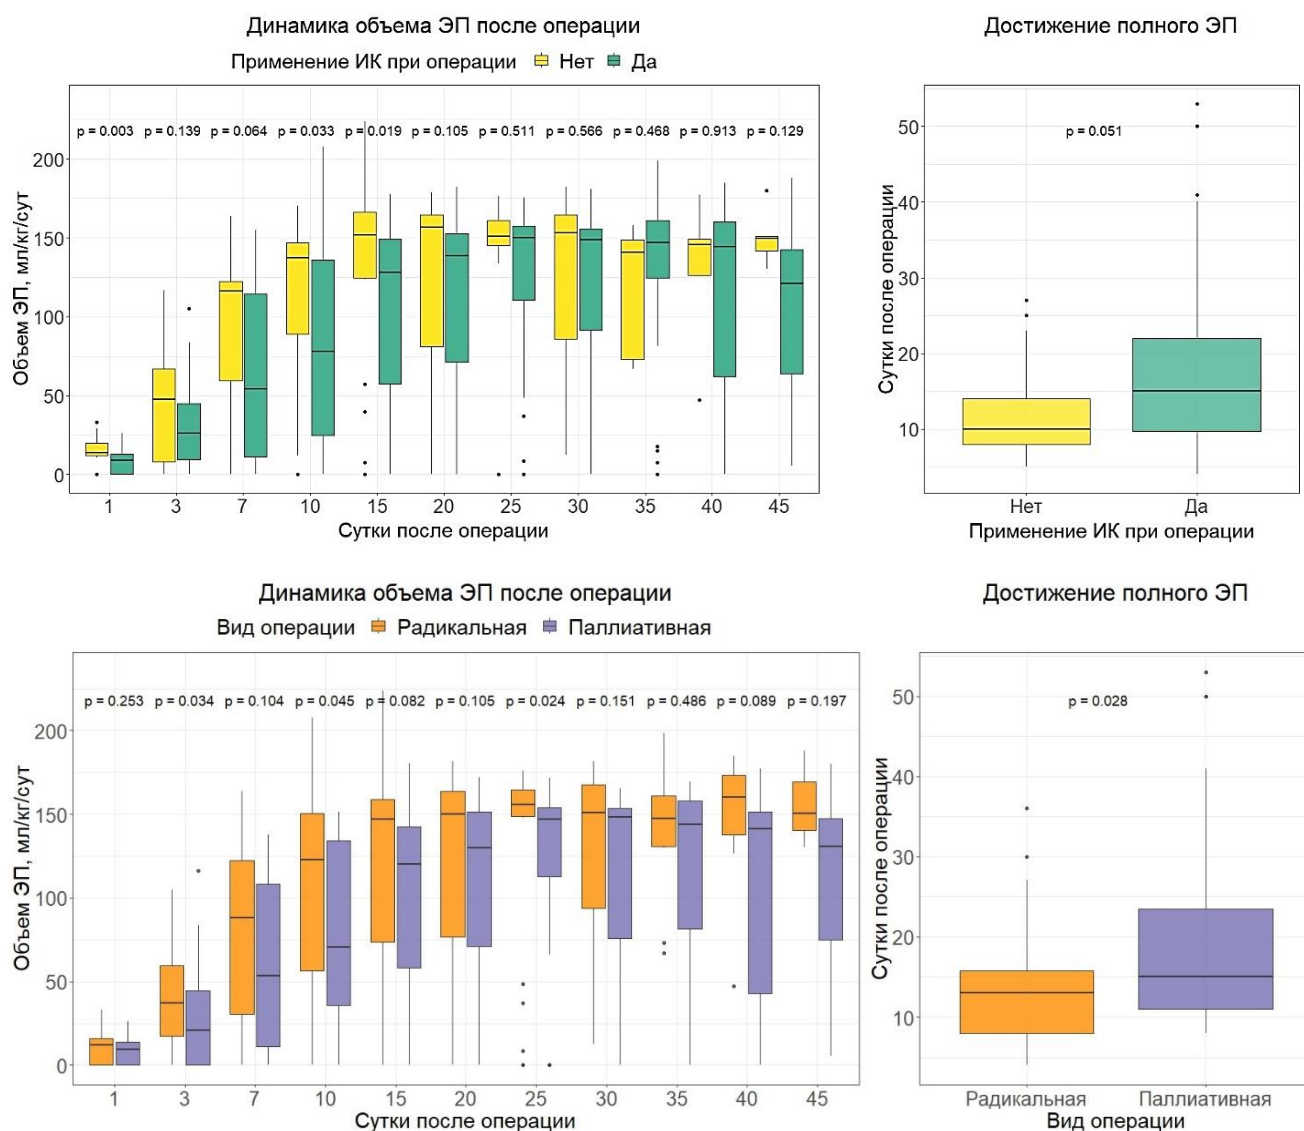 Динамика объема ЭП после операции
Применение ИК при операции Нет Да
p = 0.003 p = 0.139 p = 0.064 p = 0.033 p = 0.019 p = 0.105 p = 0.511 p = 0.566 p = 0.468 p = 0.913 p = 0.129
Объем ЭП, мл/кг/сут
200
150
100
50
0
1 3 7 10 15 20 25 30 35 40 45
Сутки после операции
Достижение полного ЭП
p = 0.051
Сутки после операции
50
40
30
20
10
Нет Да
Применение ИК при операции
Динамика объема ЭП после операции
Вид операции Радикальная Паллиативная
p = 0.253 p = 0.034 p = 0.104 p = 0.045 p = 0.082 p = 0.105 p = 0.024 p = 0.151 p = 0.486 p = 0.089 p = 0.197
Объем ЭП, мл/кг/сут
200
150
100
50
0
1 3 7 10 15 20 25 30 35 40 45
Сутки после операции
Достижение полного ЭП
p = 0.028
Сутки после операции
50
40
30
20
10
Радикальная Паллиативная
Вид операции